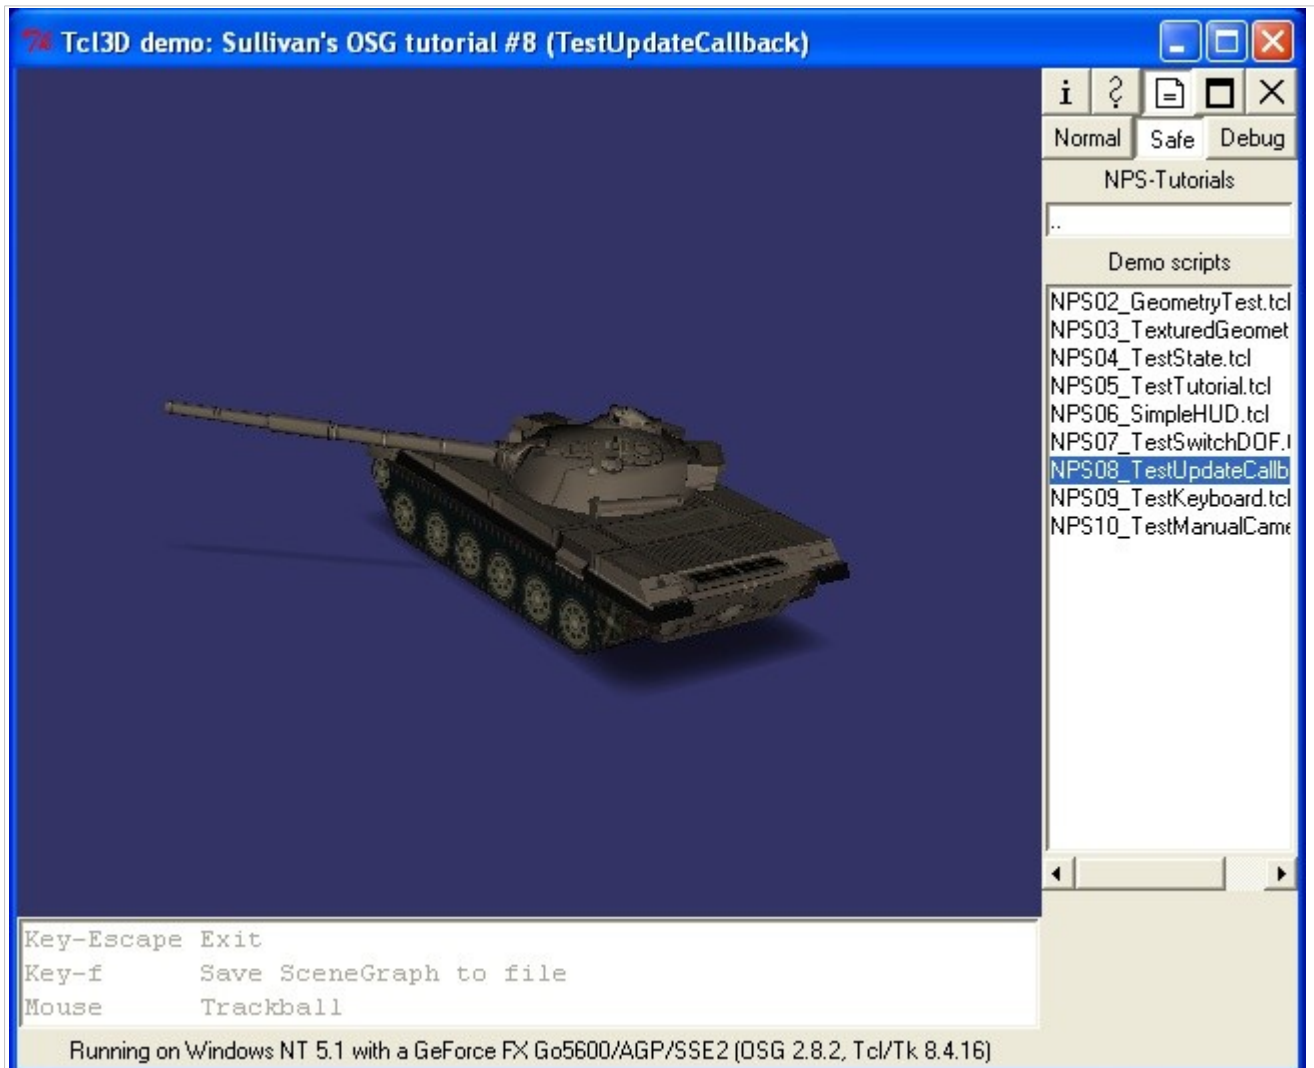 Tcl3D demo: Sullivan's OSG tutorial #8 (TestUpdateCallback)
i ?
Normal Safe Debug
NPS-Tutorials
..
Demo scripts
NPS02_GeometryTest.tcl
NPS03_TexturedGeomet
NPS04_TestState.tcl
NPS05_TestTutorial.tcl
NPS06_SimpleHUD.tcl
NPS07_TestSwitchDOF.
NPS08_TestUpdateCallb
NPS09_TestKeyboard.tcl
NPS10_TestManualCame
Key-Escape Exit
Key-f Save SceneGraph to file
Mouse Trackball
Running on Windows NT 5.1 with a GeForce FX Go5600/AGP/SSE2 (OSG 2.8.2, Tcl/Tk 8.4.16)